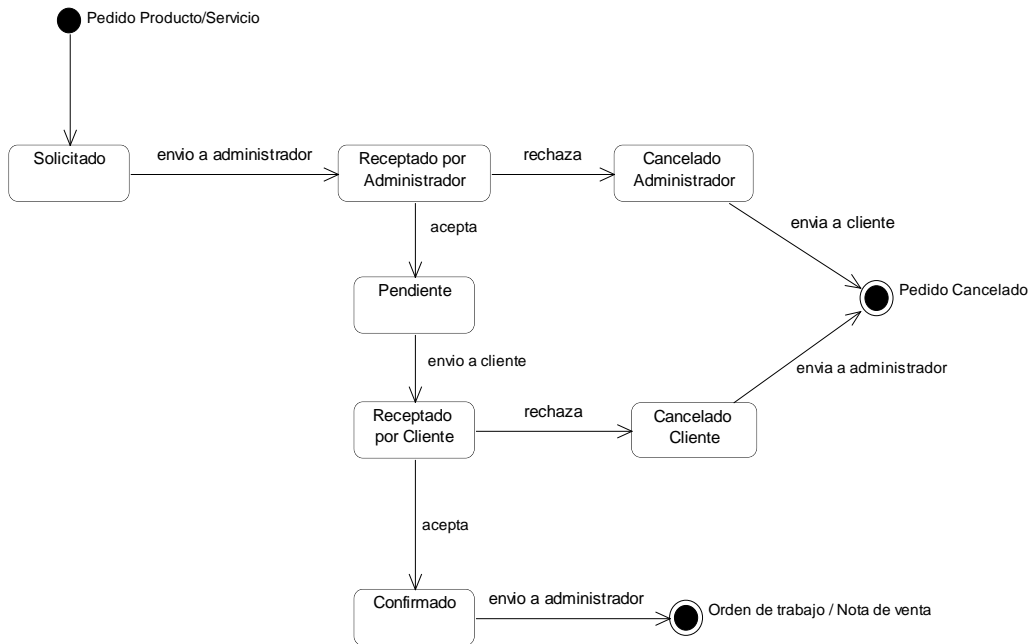 Pedido Producto/Servicio
Solicitado
envio a administrador
Receptado por
Administrador
rechaza
Cancelado
Administrador
envia a cliente
acepta
Pendiente
Pedido Cancelado
envio a cliente
envia a administrador
Receptado
por Cliente
rechaza
Cancelado
Cliente
acepta
Confirmado
envio a administrador
Orden de trabajo / Nota de venta